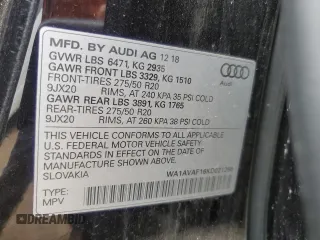 MFD. BY AUDI AG 12 18
GVWR LBS 6471, KG 2935
GAWR FRONT LBS 3329, KG 1510
FRONT-TIRES 275/50 R20
9JX20 RIMS, AT 240 KPA 35 PSI COLD
GAWR REAR LBS 3891, KG 1765
REAR-TIRES 275/50 R20
9JX20 RIMS, AT 260 KPA 38 PSI COLD
THIS VEHICLE CONFORMS TO ALL APPLICABLE
U.S. FEDERAL MOTOR VEHICLE SAFETY
STANDARDS IN EFFECT ON THE DATE OF
MANUFACTURE SHOWN ABOVE.
SLOVAKIA
TYPE:
MPV
Audi
DREAMBID